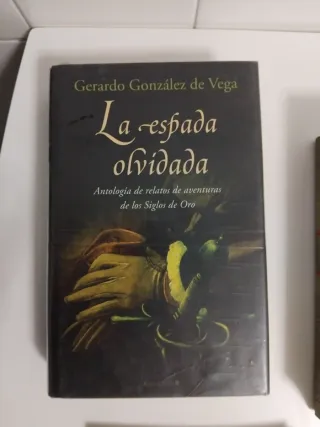 Gerardo González de Vega
La espada
olvidada
Antología de relatos de aventuras
de los Siglos de Oro